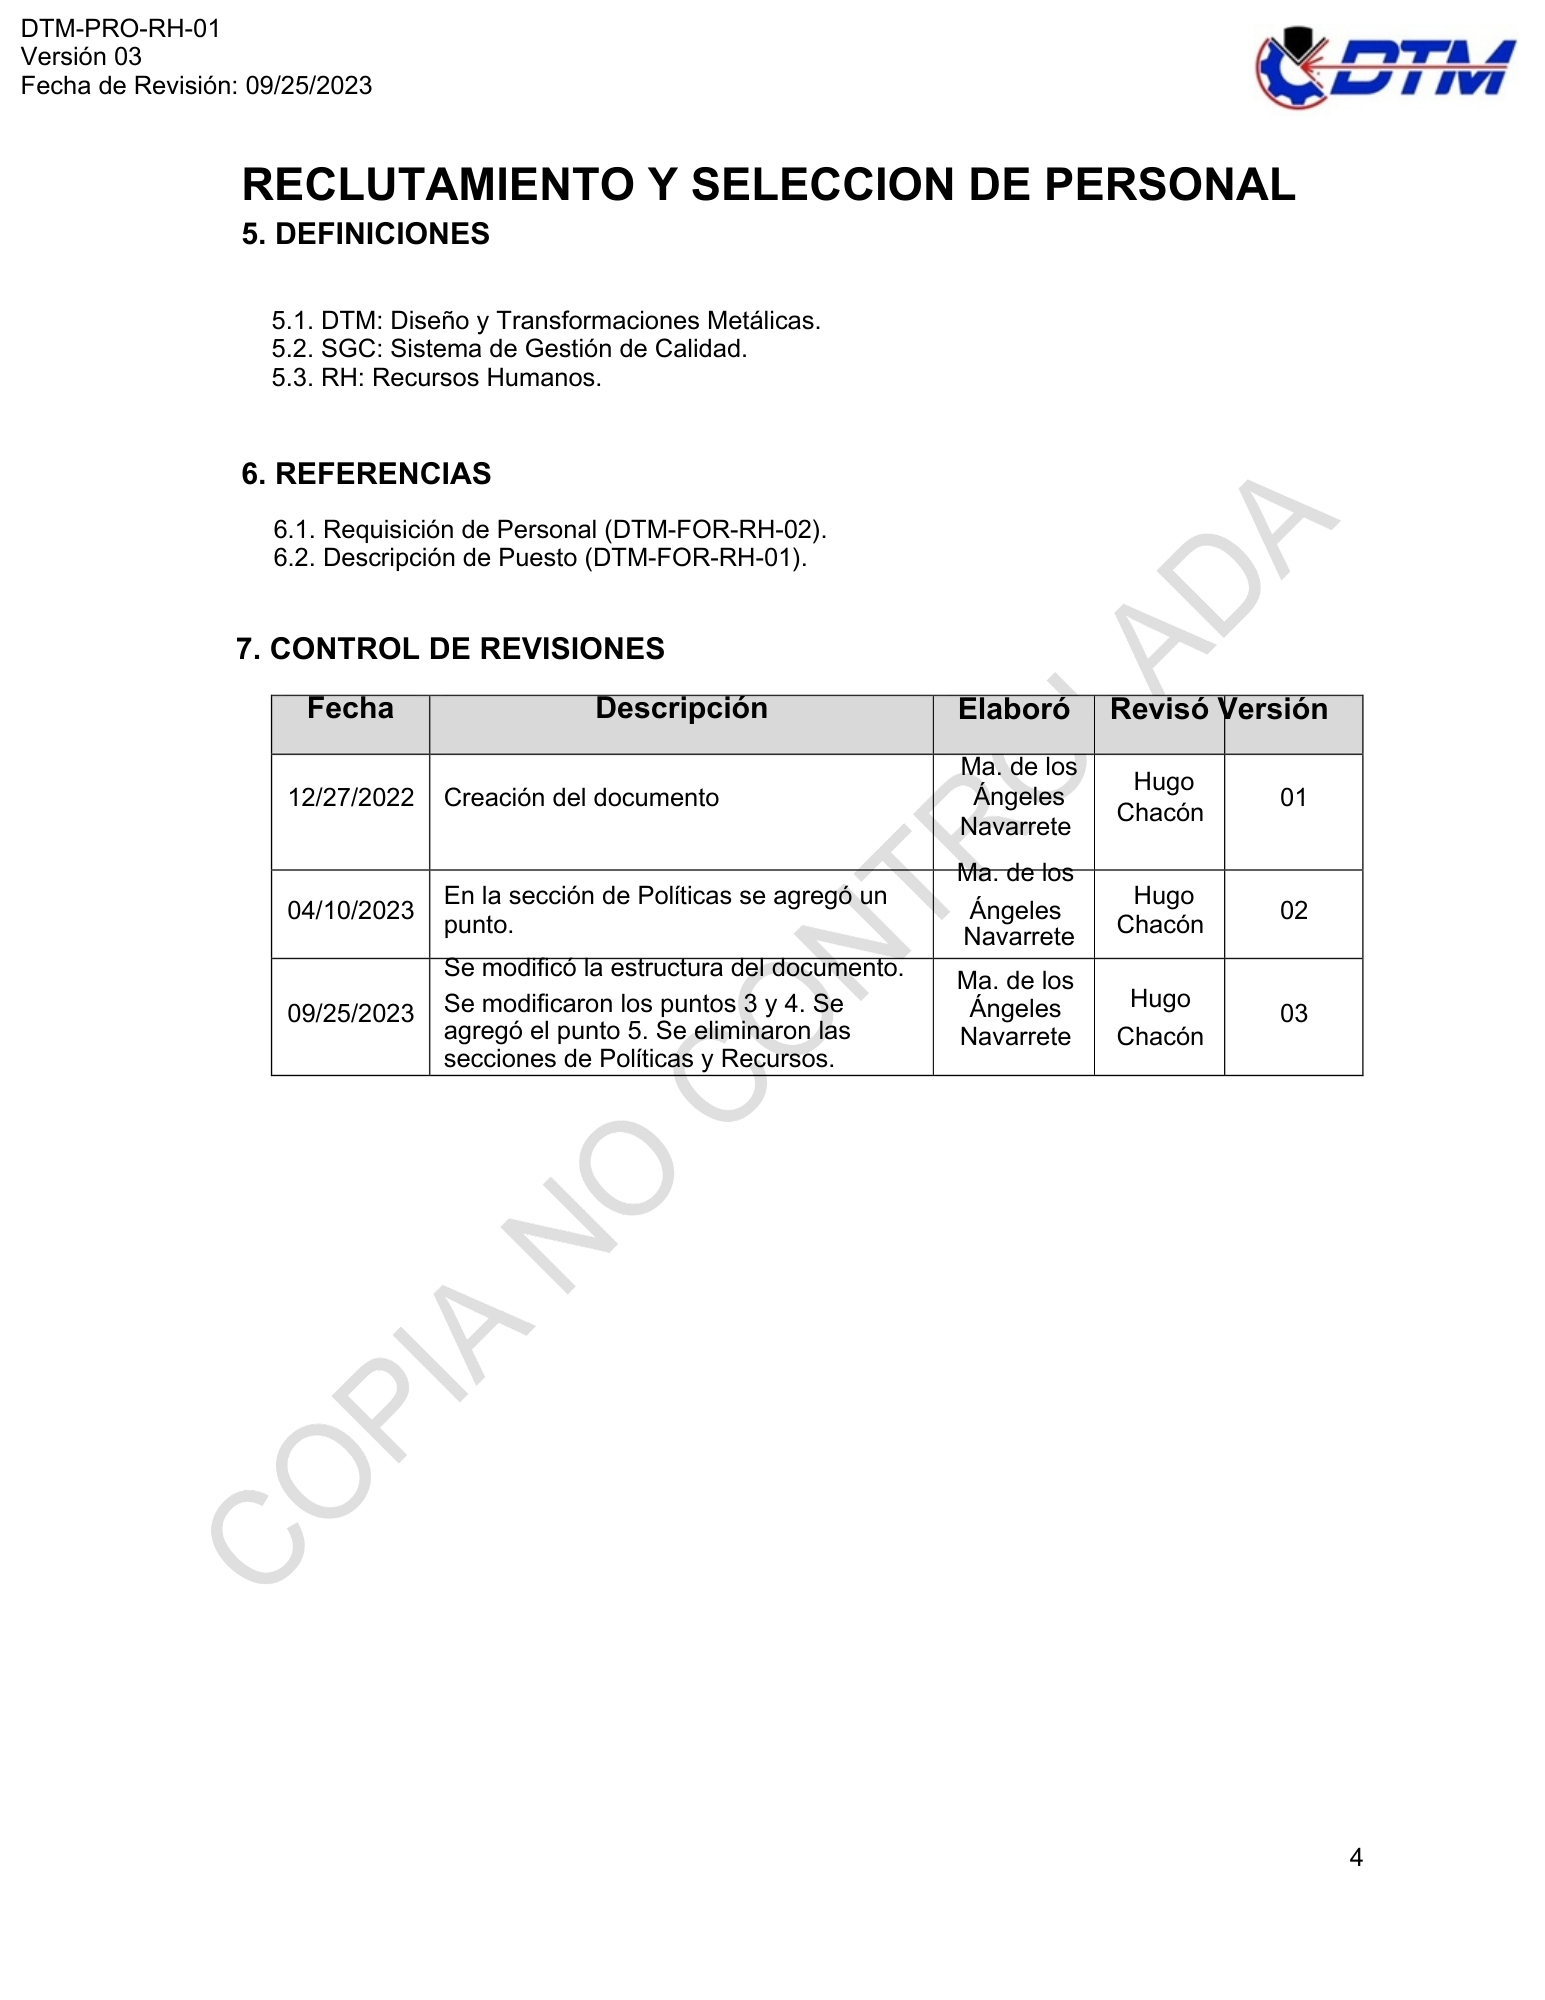 DTM-PRO-RH-01
Versión 03
Fecha de Revisión: 09/25/2023
DTM
RECLUTAMIENTO Y SELECCION DE PERSONAL
5. DEFINICIONES
5.1. DTM: Diseño y Transformaciones Metálicas.
5.2. SGC: Sistema de Gestión de Calidad.
5.3. RH: Recursos Humanos.
6. REFERENCIAS
6.1. Requisición de Personal (DTM-FOR-RH-02).
6.2. Descripción de Puesto (DTM-FOR-RH-01).
7. CONTROL DE REVISIONES
Fecha Descripción Elaboró Revisó Versión
12/27/2022
Creación del documento
Ma. de los
Ángeles
Navarrete
Hugo
Chacón
01
04/10/2023
En la sección de Políticas se agregó un
punto.
Ma. de los
Ángeles
Navarrete
Hugo
Chacón
02
09/25/2023
Se modificó la estructura del documento.
Se modificaron los puntos 3 y 4. Se
agregó el punto 5. Se eliminaron las
secciones de Políticas y Recursos.
Ma. de los
Ángeles
Navarrete
Hugo
Chacón
03
COPIA NO CONTROLADA
4